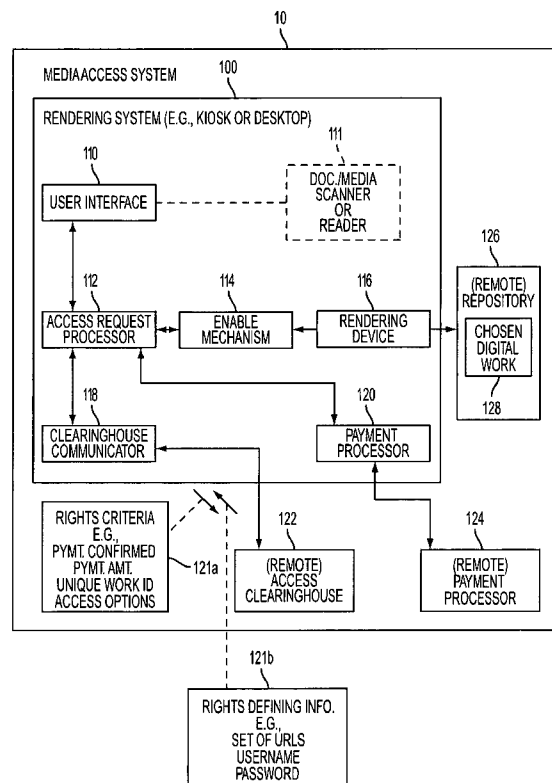 10
MEDIA ACCESS SYSTEM
100
RENDERING SYSTEM (E.G., KIOSK OR DESKTOP)
111
110
USER INTERFACE
DOC./MEDIA
SCANNER
OR
READER
126
(REMOTE)
REPOSITORY
CHOSEN
DIGITAL
WORK
128
112
ACCESS REQUEST
PROCESSOR
114
ENABLE
MECHANISM
116
RENDERING
DEVICE
118
CLEARINGHOUSE
COMMUNICATOR
120
PAYMENT
PROCESSOR
RIGHTS CRITERIA
E.G.,
PYMT. CONFIRMED
PYMT. AMT.
UNIQUE WORK ID
ACCESS OPTIONS
121a
122
(REMOTE)
ACCESS
CLEARINGHOUSE
124
(REMOTE)
PAYMENT
PROCESSOR
121b
RIGHTS DEFINING INFO.
E.G.,
SET OF URLS
USERNAME
PASSWORD